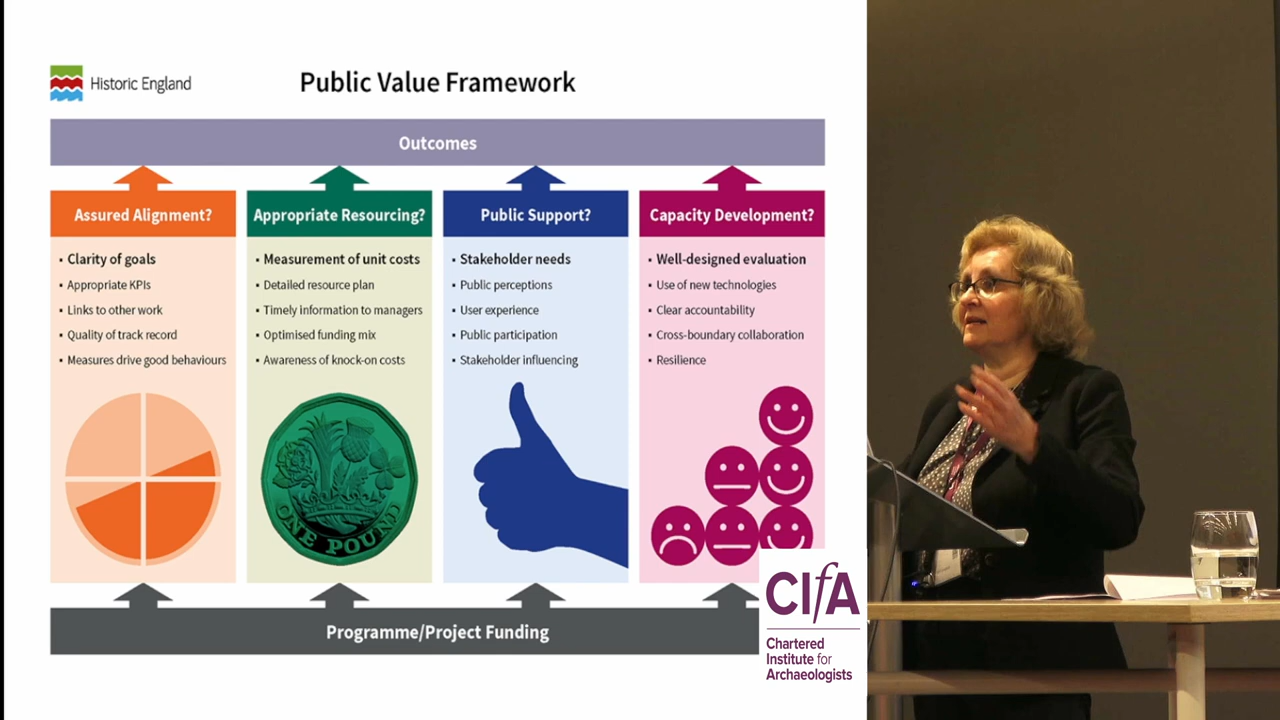 Historic England
Public Value Framework
Outcomes
Assured Alignment?
▪ Clarity of goals
▪ Appropriate KPIs
▪ Links to other work
▪ Quality of track record
▪ Measures drive good behaviours
Appropriate Resourcing?
▪ Measurement of unit costs
▪ Detailed resource plan
▪ Timely information to managers
▪ Optimised funding mix
▪ Awareness of knock-on costs
ONE POUND
Public Support?
▪ Stakeholder needs
▪ Public perceptions
▪ User experience
▪ Public participation
▪ Stakeholder influencing
Capacity Development?
▪ Well-designed evaluation
▪ Use of new technologies
▪ Clear accountability
▪ Cross-boundary collaboration
▪ Resilience
Programme/Project Funding
CIfA
Chartered
Institute for
Archaeologists